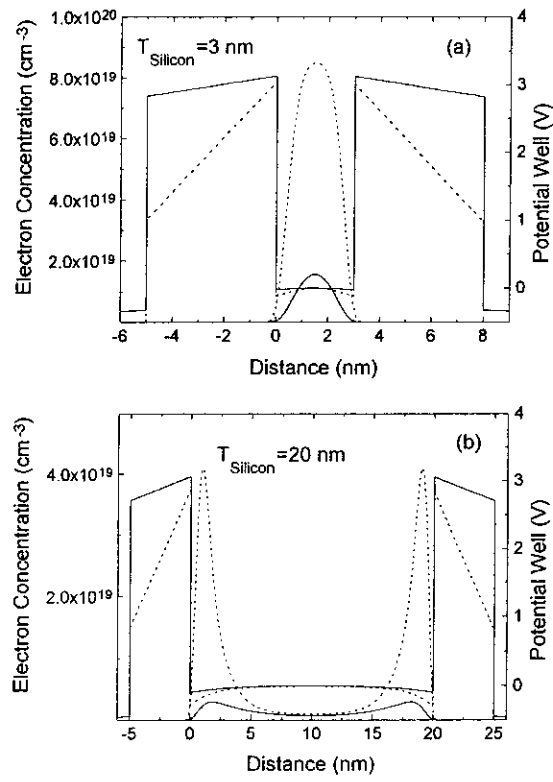 1.0x10²⁰
8.0x10¹⁹
6.0x10¹⁹
4.0x10¹⁹
2.0x10¹⁹
Electron Concentration (cm⁻³)
T_Silicon=3 nm
(a)
4
3
2
1
0
Potential Well (V)
-6 -4 -2 0 2 4 6 8
Distance (nm)
4.0x10¹⁹
2.0x10¹⁹
Electron Concentration (cm⁻³)
T_Silicon=20 nm
(b)
4
3
2
1
0
Potential Well (V)
-5 0 5 10 15 20 25
Distance (nm)